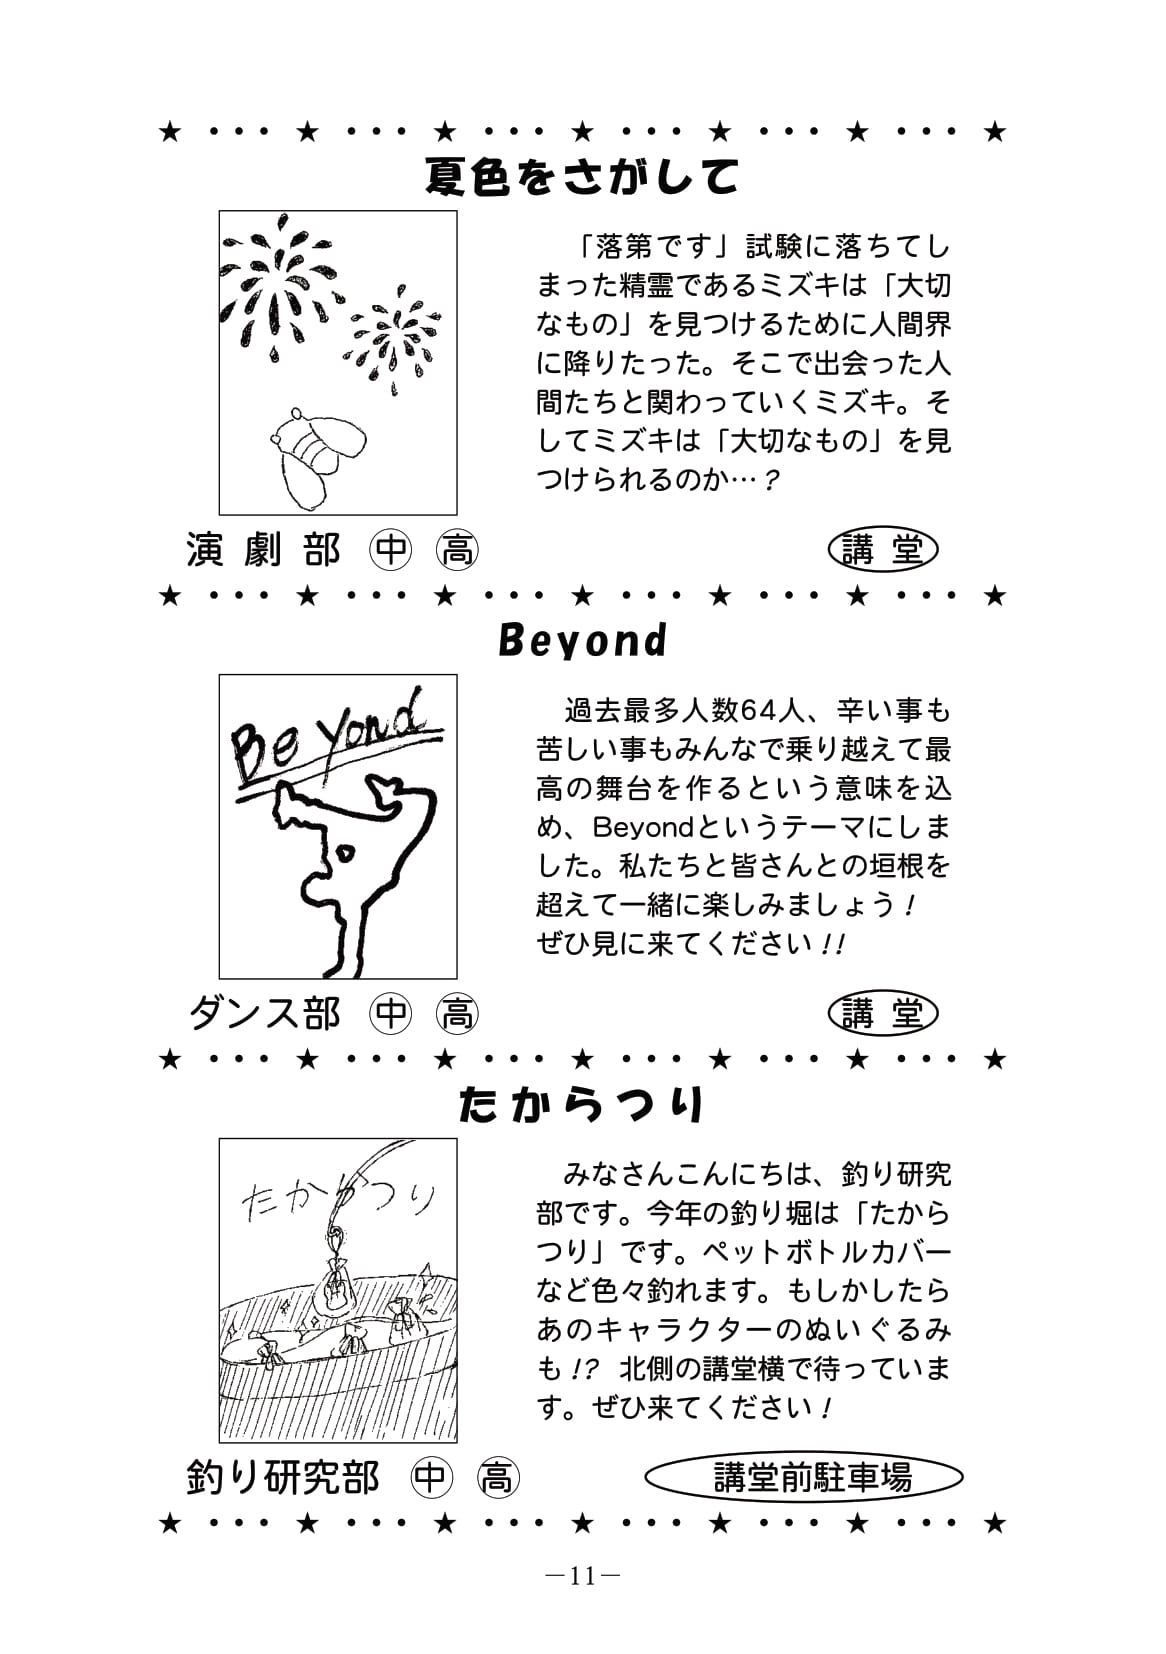 ★ ・・・ ★ ・・・ ★ ・・・ ★ ・・・ ★ ・・・ ★ ・・・ ★
夏色をさがして
「落第です」試験に落ちてし
まった精霊であるミズキは「大切
なもの」を見つけるために人間界
に降りたった。そこで出会った人
間たちと関わっていくミズキ。そ
してミズキは「大切なもの」を見
つけられるのか…？
演劇部 ㊥ ㊤高
講堂
★ ・・・ ★ ・・・ ★ ・・・ ★ ・・・ ★ ・・・ ★ ・・・ ★
Beyond
Be Yond
過去最多人数64人、辛い事も
苦しい事もみんなで乗り越えて最
高の舞台を作るという意味を込
め、Beyondというテーマにしま
した。私たちと皆さんとの垣根を
超えて一緒に楽しみましょう！
ぜひ見に来てください!!
ダンス部 中 高
講堂
★ ・・・ ★ ・・・ ★ ・・・ ★ ・・・ ★ ・・・ ★ ・・・ ★
たからつり
たからつり
みなさんこんにちは、釣り研究
部です。今年の釣り堀は「たから
つり」です。ペットボトルカバー
など色々釣れます。もしかしたら
あのキャラクターのぬいぐるみ
も!? 北側の講堂横で待っていま
す。ぜひ来てください！
釣り研究部 中 高
講堂前駐車場
★ ・・・ ★ ・・・ ★ ・・・ ★ ・・・ ★ ・・・ ★ ・・・ ★
－11－